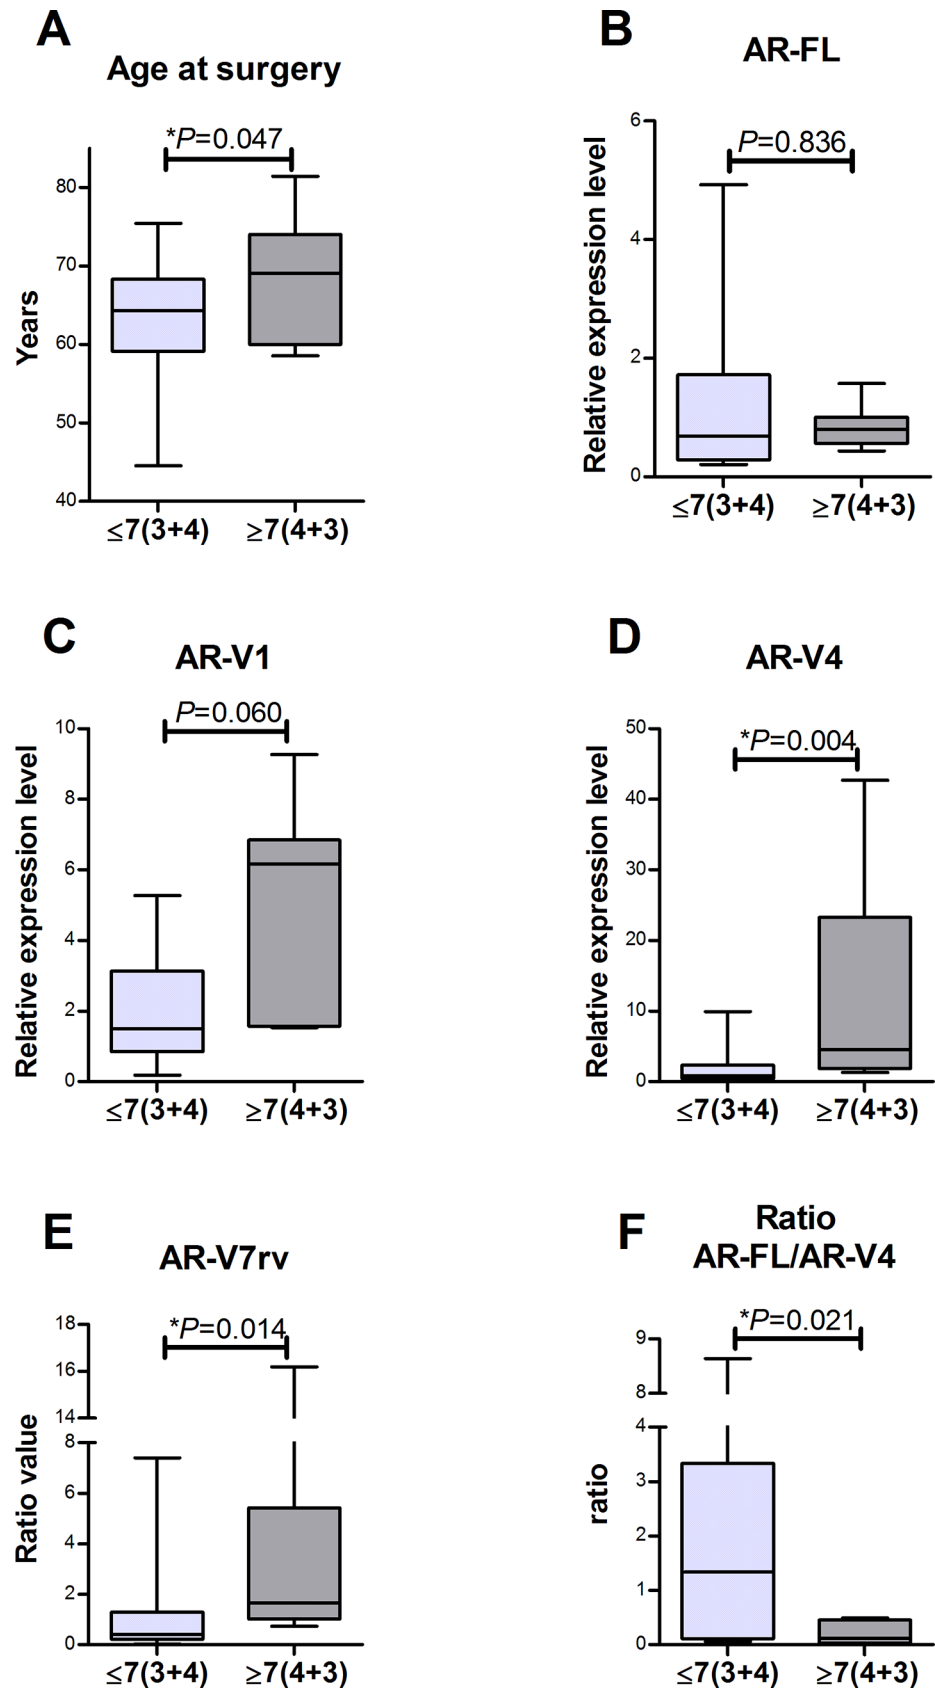 A
Age at surgery
*P=0.047
80
70
60
50
40
Years
≤7(3+4) ≥7(4+3)
B
AR-FL
P=0.836
6
4
2
0
Relative expression level
≤7(3+4) ≥7(4+3)
C
AR-V1
P=0.060
10
8
6
4
2
0
Relative expression level
≤7(3+4) ≥7(4+3)
D
AR-V4
*P=0.004
50
40
30
20
10
0
Relative expression level
≤7(3+4) ≥7(4+3)
E
AR-V7rv
*P=0.014
18
16
14
8
6
4
2
0
Ratio value
≤7(3+4) ≥7(4+3)
F
Ratio
AR-FL/AR-V4
*P=0.021
9
8
4
3
2
1
0
ratio
≤7(3+4) ≥7(4+3)